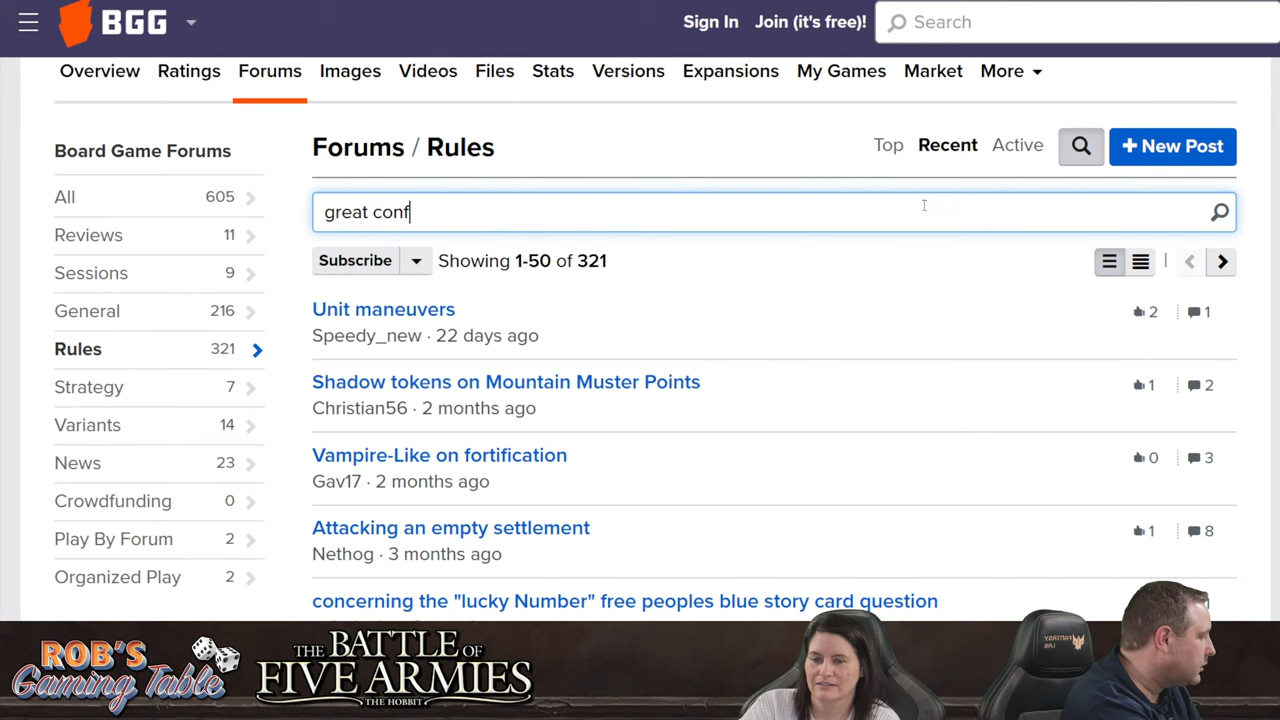 BGG
Sign In
Join (it's free)!
Search
Overview
Ratings
Forums
Images
Videos
Files
Stats
Versions
Expansions
My Games
Market
More
Board Game Forums
All 605
Reviews 11
Sessions 9
General 216
Rules 321
Strategy 7
Variants 14
News 23
Crowdfunding 0
Play By Forum 2
Organized Play 2
Forums / Rules
Top
Recent
Active
+ New Post
great conf
Subscribe
Showing 1-50 of 321
Unit maneuvers
Speedy_new · 22 days ago
2
1
Shadow tokens on Mountain Muster Points
Christian56 · 2 months ago
1
2
Vampire-Like on fortification
Gav17 · 2 months ago
0
3
Attacking an empty settlement
Nethog · 3 months ago
1
8
concerning the "lucky Number" free peoples blue story card question
ROB'S
Gaming Table
THE BATTLE OF
FIVE ARMIES
THE HOBBIT